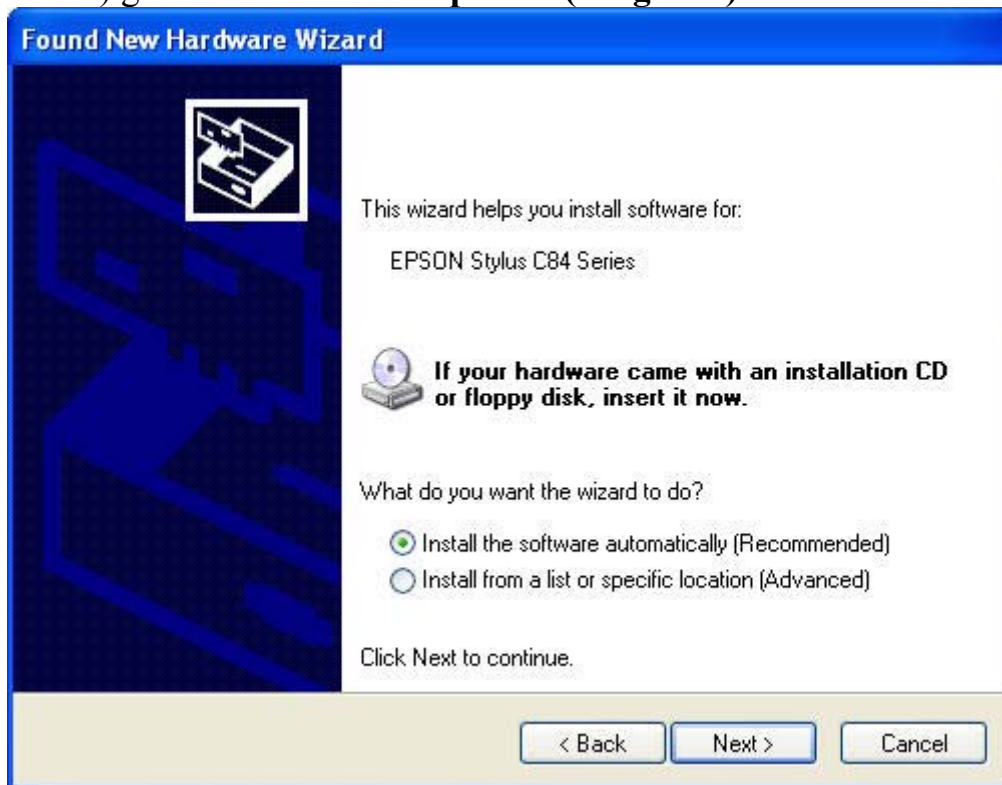 Found New Hardware Wizard
This wizard helps you install software for:
EPSON Stylus C84 Series
If your hardware came with an installation CD
or floppy disk, insert it now.
What do you want the wizard to do?
Install the software automatically (Recommended)
Install from a list or specific location (Advanced)
Click Next to continue.
< Back Next > Cancel